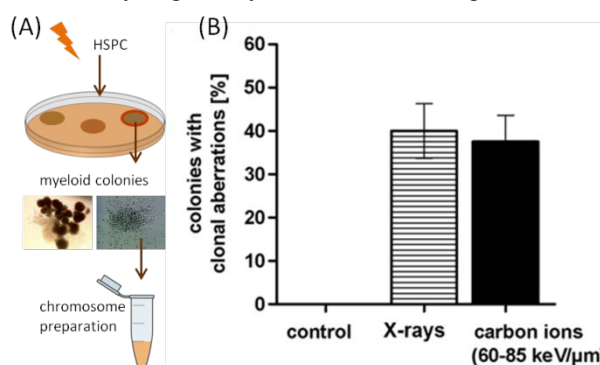 (A)
HSPC
myeloid colonies
chromosome
preparation
(B)
colonies with
clonal aberrations [%]
60
50
40
30
20
10
0
control
X-rays
carbon ions
(60-85 keV/µm)